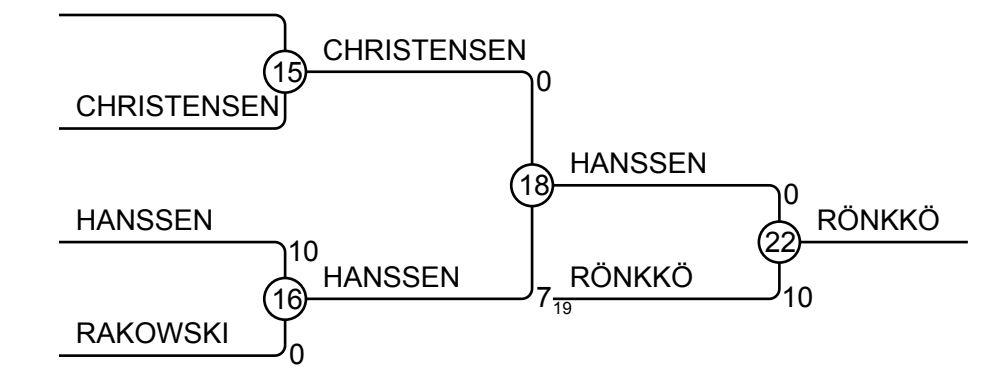 CHRISTENSEN
15
CHRISTENSEN
0
HANSSEN
18
HANSSEN
0
RÖNKKÖ
22
10
HANSSEN
16
7
19
RÖNKKÖ
10
RAKOWSKI
0